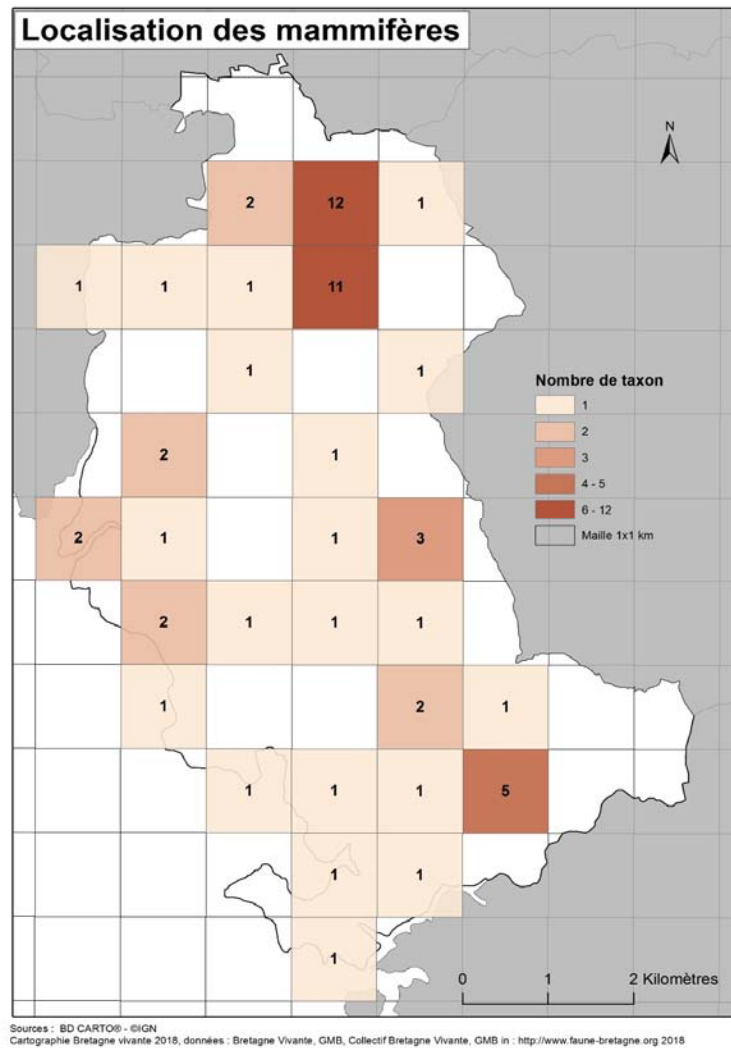 Localisation des mammifères
N
2 12 1
1 1 1 11
1 1
Nombre de taxon
1
2
3
4 - 5
6 - 12
Maille 1x1 km
2 1
2 1 1 3
2 1 1 1
1 2 1
1 1 1 5
1 1
1
0 1 2 Kilomètres
Sources : BD CARTO® - ©IGN
Cartographie Bretagne vivante 2018, données : Bretagne Vivante, GMB, Collectif Bretagne Vivante, GMB in : http://www.faune-bretagne.org 2018